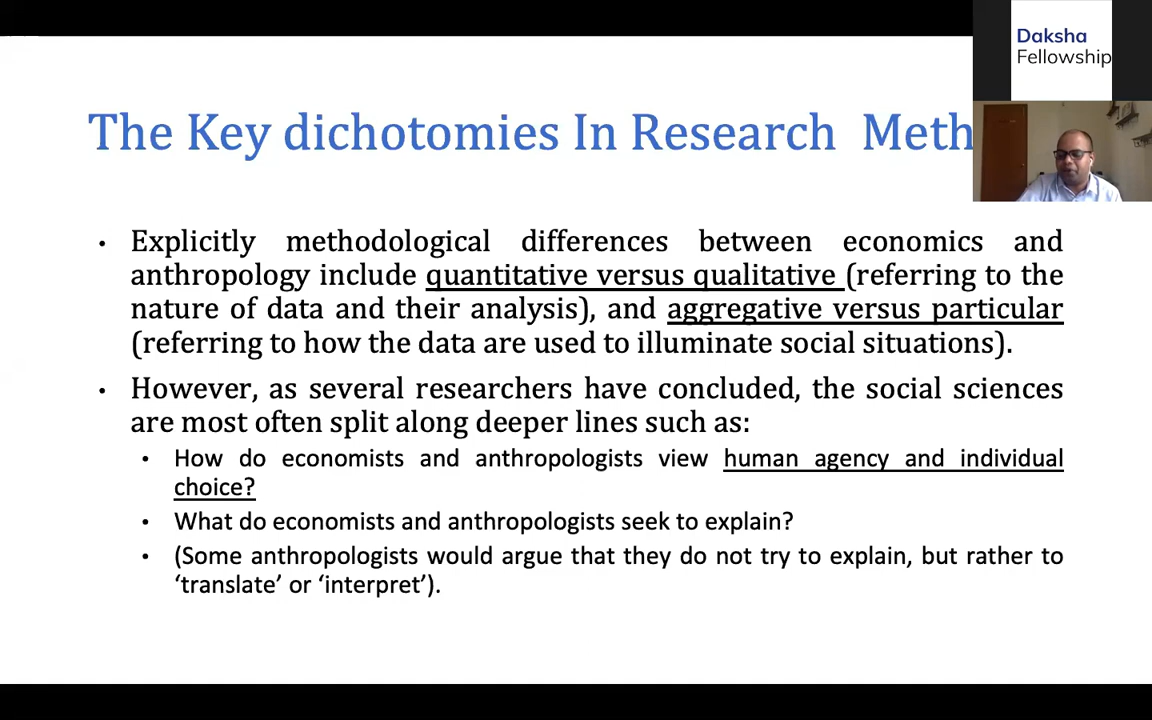 Daksha
Fellowship
The Key dichotomies In Research Meth
• Explicitly methodological differences between economics and
anthropology include quantitative versus qualitative (referring to the
nature of data and their analysis), and aggregative versus particular
(referring to how the data are used to illuminate social situations).
• However, as several researchers have concluded, the social sciences
are most often split along deeper lines such as:
• How do economists and anthropologists view human agency and individual
choice?
• What do economists and anthropologists seek to explain?
• (Some anthropologists would argue that they do not try to explain, but rather to
‘translate’ or ‘interpret’).